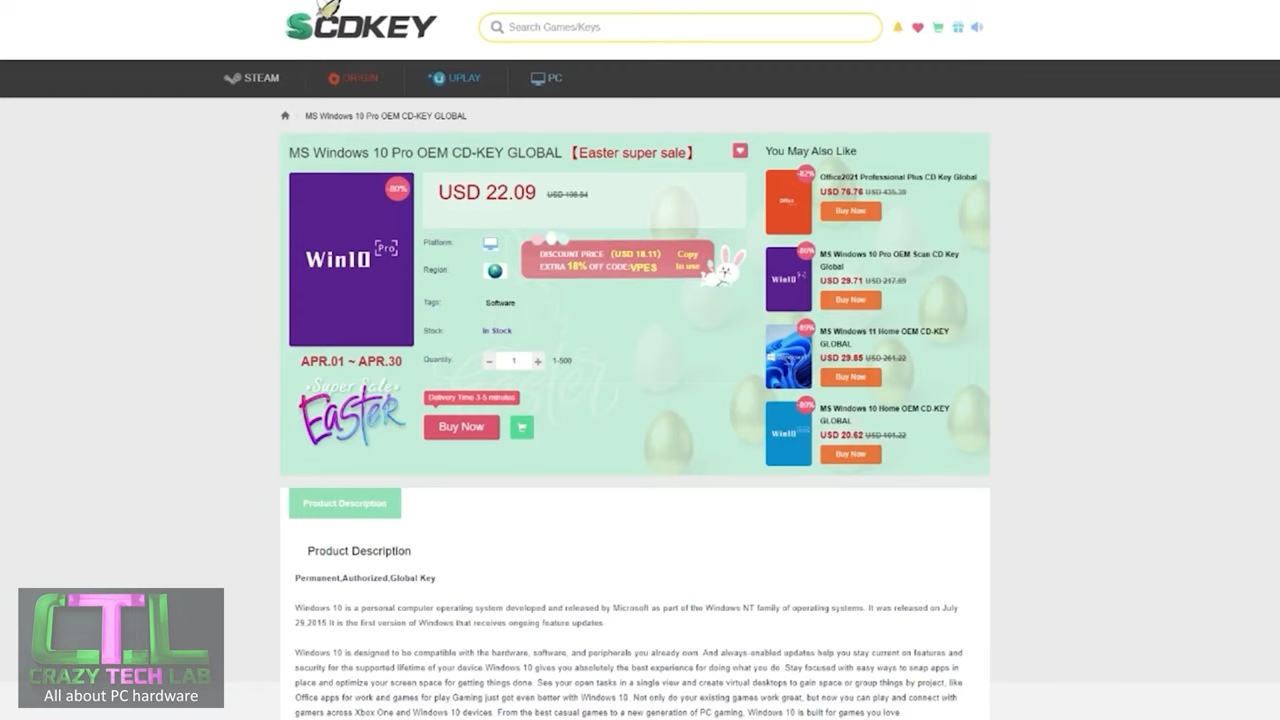 SCDKEY
Search Games/Keys
STEAM
ORIGIN
UPLAY
PC
MS Windows 10 Pro OEM CD-KEY GLOBAL
MS Windows 10 Pro OEM CD-KEY GLOBAL 【Easter super sale】
-80%
Win10 Pro
APR.01 ~ APR.30
Super Sale
Easter
USD 22.09
Platform:
Region:
DISCOUNT PRICE (USD 18.11)
EXTRA 18% OFF CODE:VPES
Copy
to use
Tags: Software
Stock: In Stock
Quantity: − 1 + 1-500
Delivery Time 3-5 minutes
Buy Now
You May Also Like
-82%
Office
Office2021 Professional Plus CD Key Global
USD 76.76
Buy Now
Win10
MS Windows 10 Pro OEM Scan CD Key
Global
USD 29.71 USD 217.69
Buy Now
-89%
MS Windows 11 Home OEM CD-KEY
GLOBAL
USD 29.85 USD 261.22
Buy Now
-80%
Win10
MS Windows 10 Home OEM CD-KEY
GLOBAL
USD 20.62 USD 101.22
Buy Now
Product Description
Product Description
Permanent,Authorized,Global Key
Windows 10 is a personal computer operating system developed and released by Microsoft as part of the Windows NT family of operating systems. It was released on July
29,2015.It is the first version of Windows that receives ongoing feature updates.
Windows 10 is designed to be compatible with the hardware, software, and peripherals you already own. And always-enabled updates help you stay current on features and
security for the supported lifetime of your device.Windows 10 gives you absolutely the best experience for doing what you do. Stay focused with easy ways to snap apps in
place and optimize your screen space for getting things done. See your open tasks in a single view and create virtual desktops to gain space or group things by project, like
Office apps for work and games for play.Gaming just got even better with Windows 10. Not only do your existing games work great, but now you can play and connect with
gamers across Xbox One and Windows 10 devices. From the best casual games to a new generation of PC gaming, Windows 10 is built for games you love.
CTL
CRAZY TECH LAB
All about PC hardware